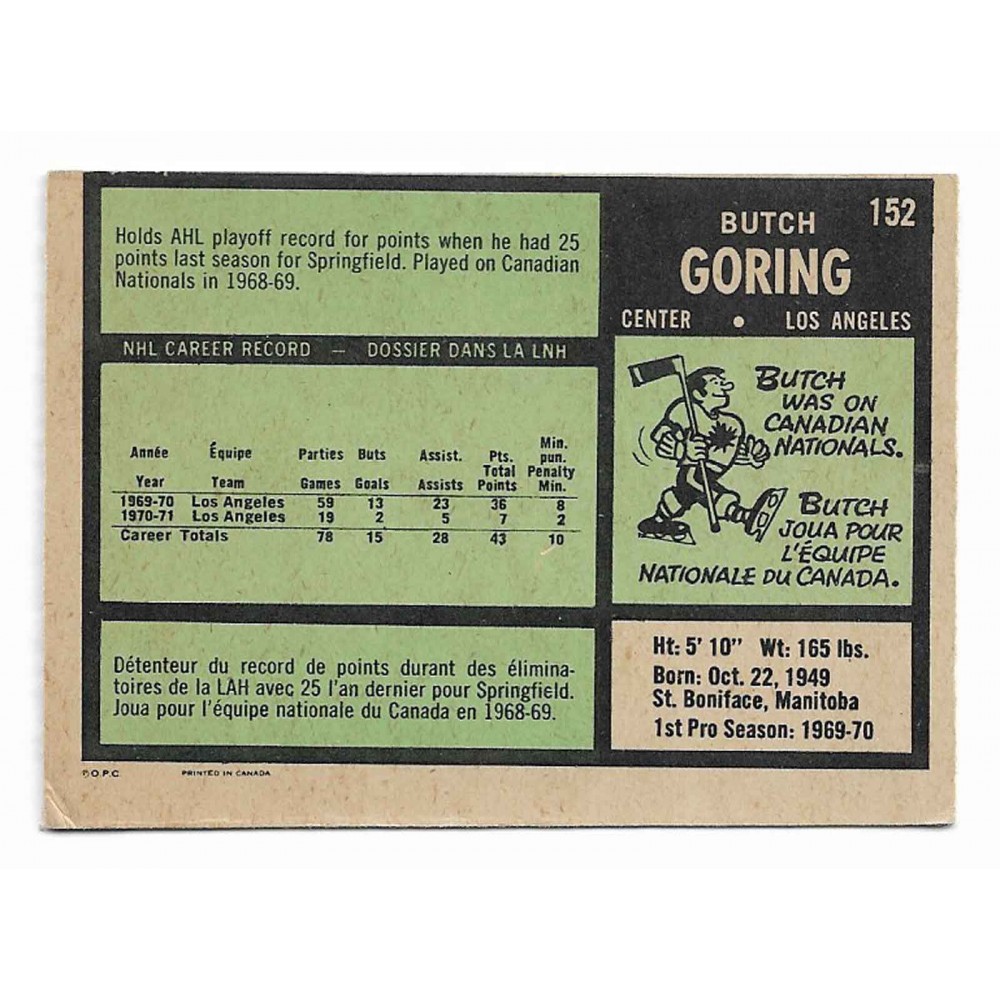 152
BUTCH
GORING
CENTER • LOS ANGELES
Holds AHL playoff record for points when he had 25
points last season for Springfield. Played on Canadian
Nationals in 1968-69.
NHL CAREER RECORD — DOSSIER DANS LA LNH
Année Équipe Parties Buts Assist. Pts. Total Points Min. pun. Penalty Min.
Year Team Games Goals Assists
1969-70 Los Angeles 59 13 23 36 8
1970-71 Los Angeles 19 2 5 7 2
Career Totals 78 15 28 43 10
BUTCH
WAS ON
CANADIAN
NATIONALS.
BUTCH
JOUA POUR
L'ÉQUIPE
NATIONALE DU CANADA.
Détenteur du record de points durant des élimina-
toires de la LAH avec 25 l'an dernier pour Springfield.
Joua pour l'équipe nationale du Canada en 1968-69.
Ht: 5' 10" Wt: 165 lbs.
Born: Oct. 22, 1949
St. Boniface, Manitoba
1st Pro Season: 1969-70
©O.P.C PRINTED IN CANADA